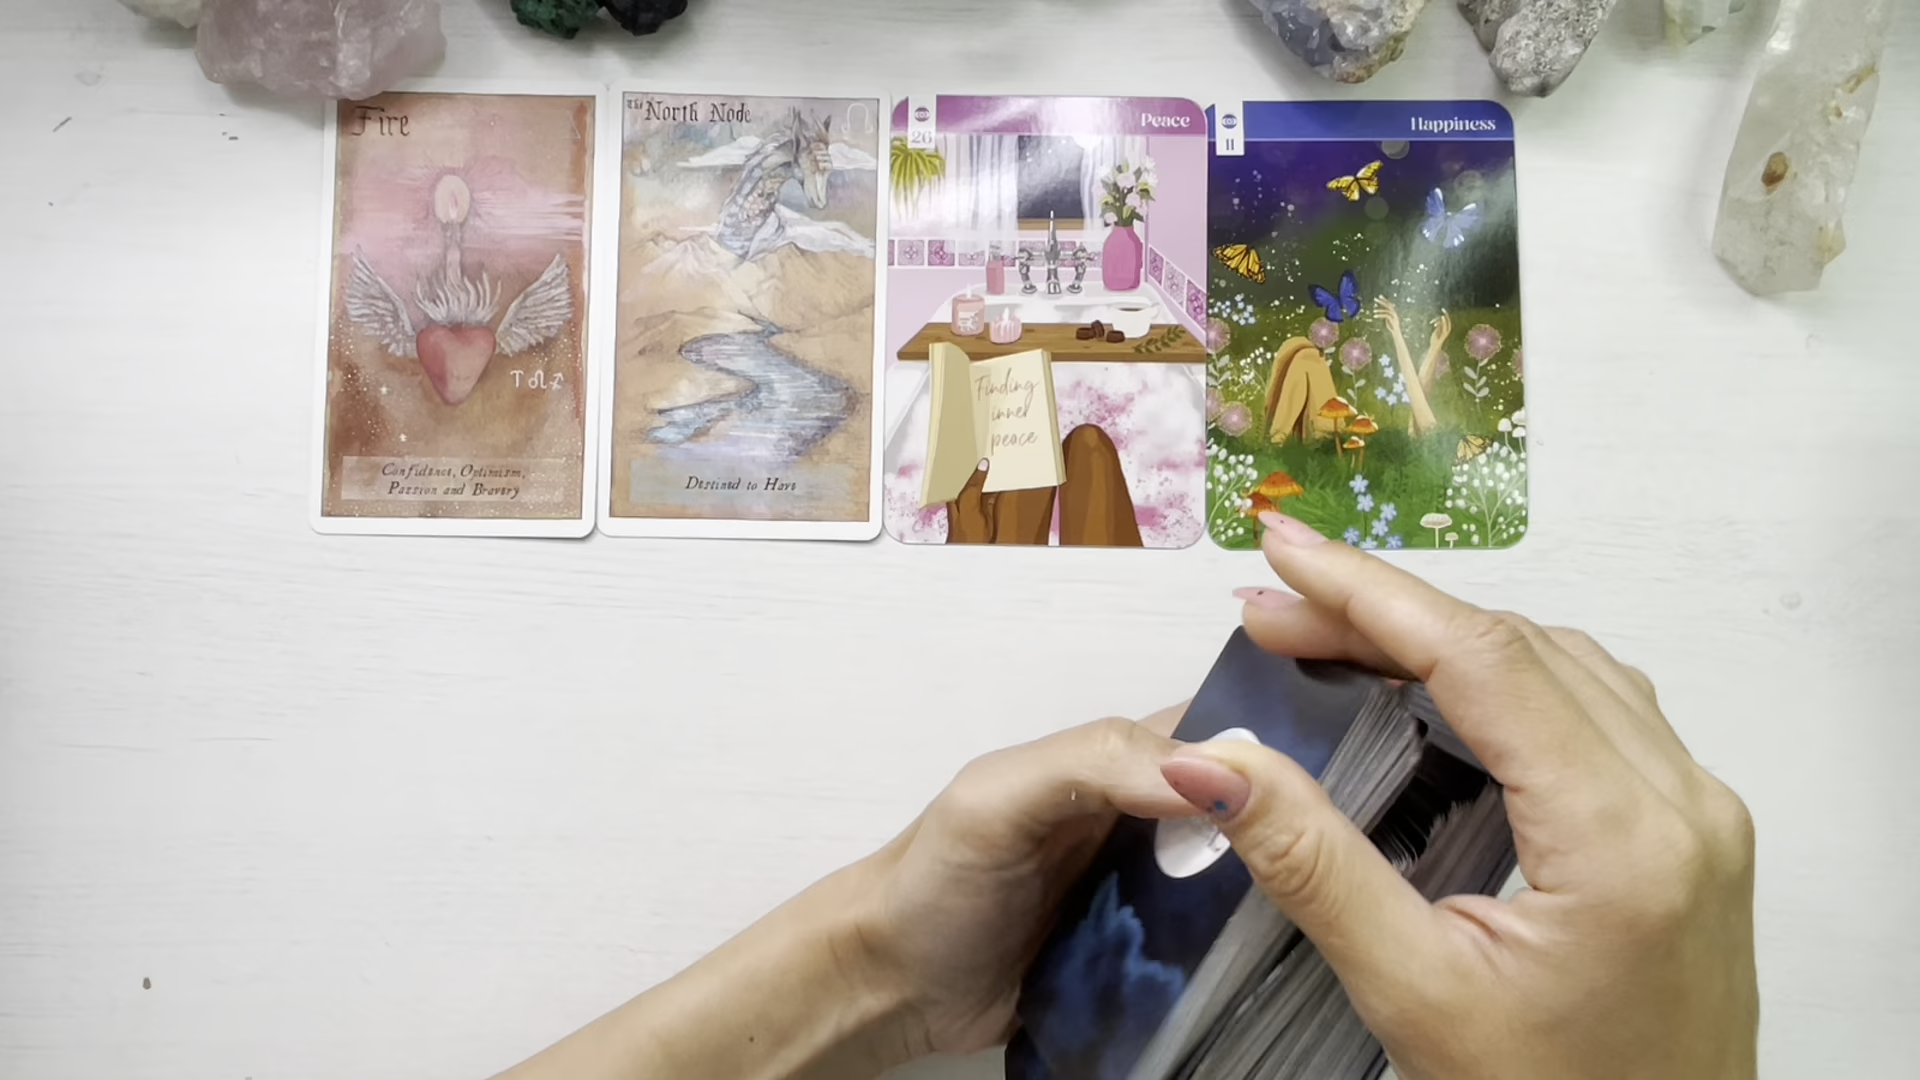 Fire
Confidence, Optimism,
Passion and Bravery
The North Node
Destined to Have
26
Peace
Finding
inner
peace
11
Happiness